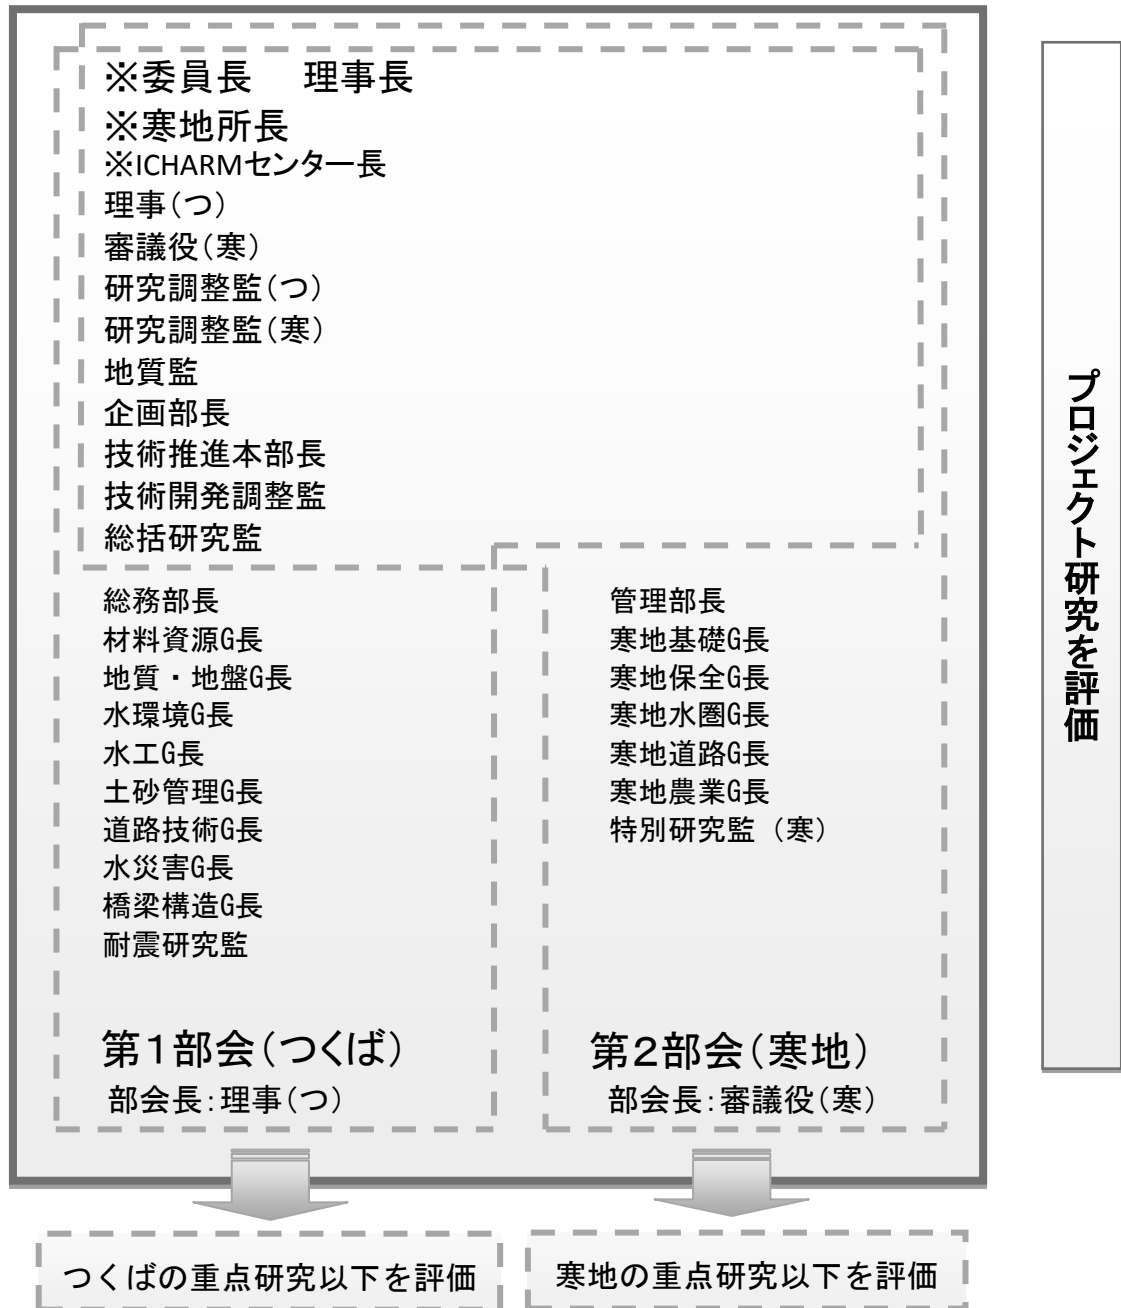 ※委員長　理事長
※寒地所長
※ICHARMセンター長
理事(つ)
審議役(寒)
研究調整監(つ)
研究調整監(寒)
地質監
企画部長
技術推進本部長
技術開発調整監
総括研究監
総務部長
材料資源G長
地質・地盤G長
水環境G長
水工G長
土砂管理G長
道路技術G長
水災害G長
橋梁構造G長
耐震研究監
第1部会(つくば)
部会長:理事(つ)
管理部長
寒地基礎G長
寒地保全G長
寒地水圏G長
寒地道路G長
寒地農業G長
特別研究監（寒）
第2部会(寒地)
部会長:審議役(寒)
つくばの重点研究以下を評価
寒地の重点研究以下を評価
プロジェクト研究を評価